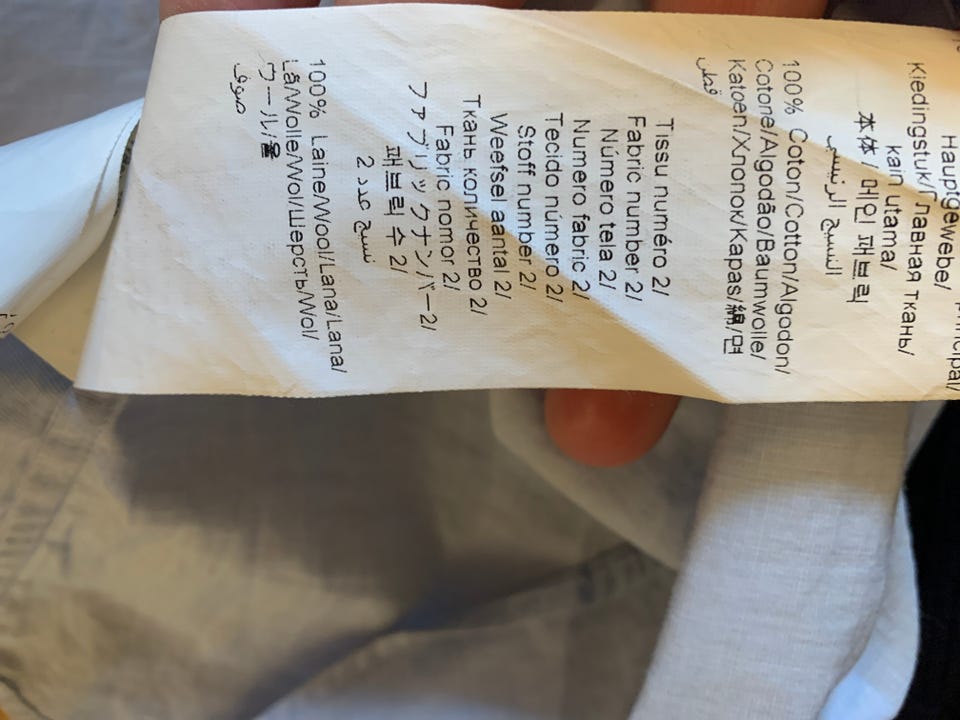 Hauptgewebe/
Kledingstuk/Г лавная ткань/
kain utama/
本体/ 메인 패브릭
النسيج الرئيسي
100% Coton/Cotton/Algodon/
Cotone/Algodão/Baumwolle/
Katoen/Хлопок/Kapas/綿/면
قطن
Tissu numéro 2/
Fabric number 2/
Número tela 2/
Numero fabric 2/
Tecido número 2/
Stoff number 2/
Weefsel aantal 2/
Ткань количество 2/
Fabric nomor 2/
ファブリックナンバー2/
패브릭 수 2/
نسيج عدد 2
100% Laine/Wool/Lana/Lana/
Lã/Wolle/Wol/Шерсть/Wol/
ウール/울
صوف